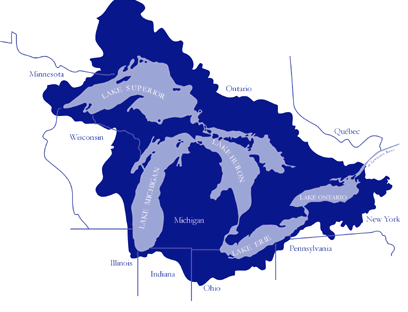 Minnesota
LAKE SUPERIOR
Ontario
Wisconsin
Québec
LAKE HURON
LAKE MICHIGAN
LAKE ONTARIO
Michigan
New York
LAKE ERIE
Pennsylvania
Illinois
Indiana
Ohio